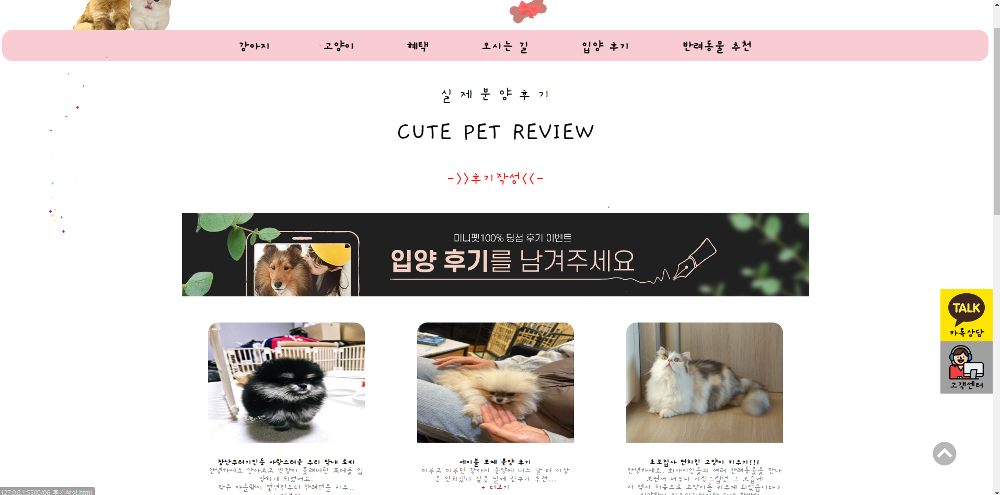 강아지 고양이 혜택 오시는 길 입양 후기 반려동물 추천
실제분양후기
CUTE PET REVIEW
->>후기작성<<-
미니펫100% 당첨 후기 이벤트
입양 후기를 남겨주세요
TALK
카톡상담
고객센터
장난꾸러기인듯 사랑스러운 우리 막내 로띠
안녕하세요 안아보고 빗장이 풀려버린 포메를 입
양하게 되었어요.
작은 아들램이 몇년전부터 반려견을 키우..
세이블 포메 분양 후기
미루고 미루던 강아지 분양에 너는 날 더 이상
은 안되겠다 싶은 날에 친구가 추천...
+ 더보기
초보집사 먼치킨 고양이 키우기!!!
안녕하세요. 회사지인들의 여러 반려동물을 만나
보면서 너무나 사랑스럽던 그 모습에
저 역시 처음으로 고양이를 키우게 되었습니다ㅎ
127.0.0.1:5500/06_후기작성.html